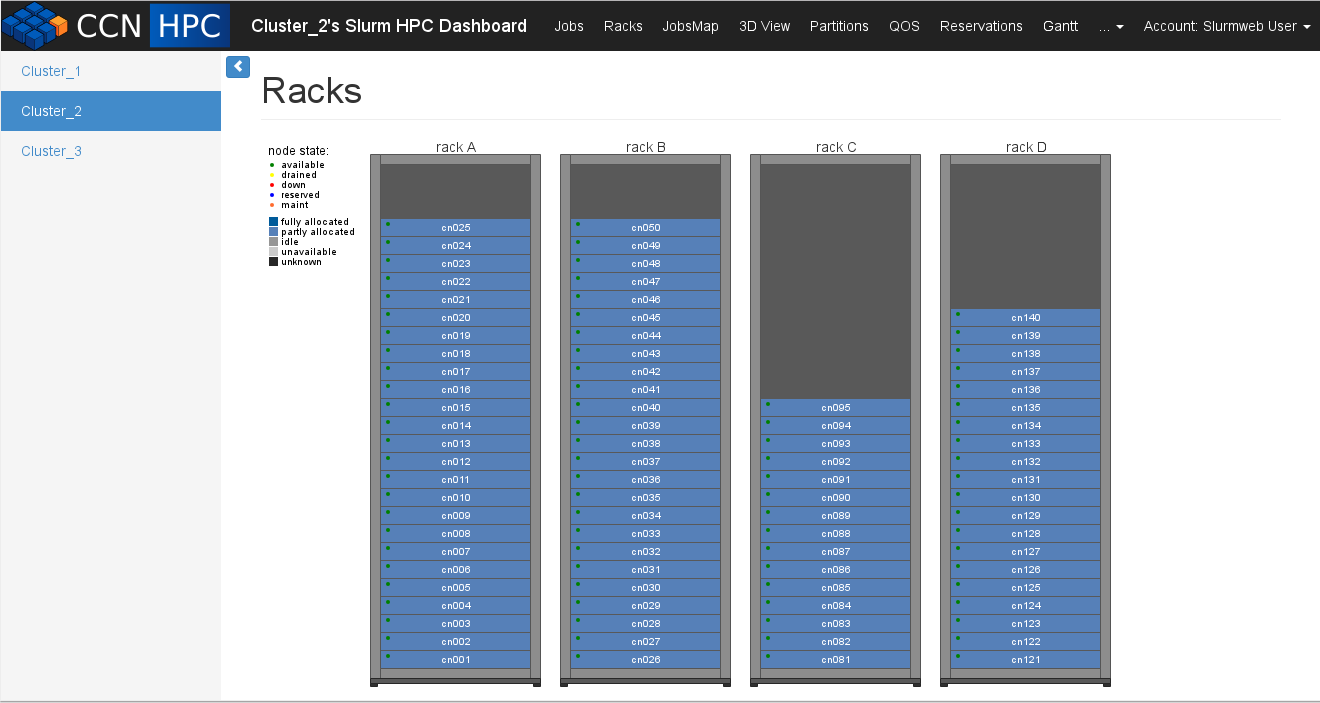 CCN HPC
Cluster_2's Slurm HPC Dashboard Jobs Racks JobsMap 3D View Partitions QOS Reservations Gantt ... Account: Slurmweb User
Cluster_1
Cluster_2
Cluster_3
Racks
node state:
available
drained
down
reserved
maint
fully allocated
partly allocated
idle
unavailable
unknown
rack A
cn025
cn024
cn023
cn022
cn021
cn020
cn019
cn018
cn017
cn016
cn015
cn014
cn013
cn012
cn011
cn010
cn009
cn008
cn007
cn006
cn005
cn004
cn003
cn002
cn001
rack B
cn050
cn049
cn048
cn047
cn046
cn045
cn044
cn043
cn042
cn041
cn040
cn039
cn038
cn037
cn036
cn035
cn034
cn033
cn032
cn031
cn030
cn029
cn028
cn027
cn026
rack C
cn095
cn094
cn093
cn092
cn091
cn090
cn089
cn088
cn087
cn086
cn085
cn084
cn083
cn082
cn081
rack D
cn140
cn139
cn138
cn137
cn136
cn135
cn134
cn133
cn132
cn131
cn130
cn129
cn128
cn127
cn126
cn125
cn124
cn123
cn122
cn121